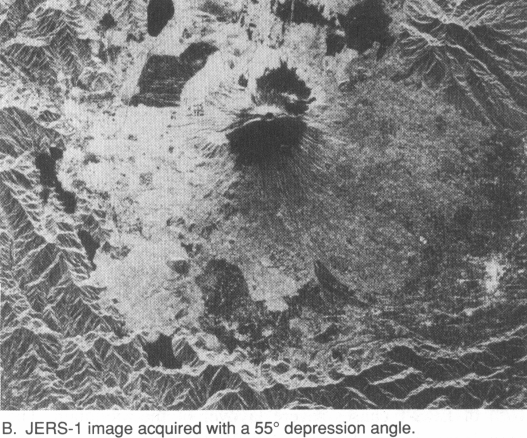 B. JERS-1 image acquired with a 55° depression angle.